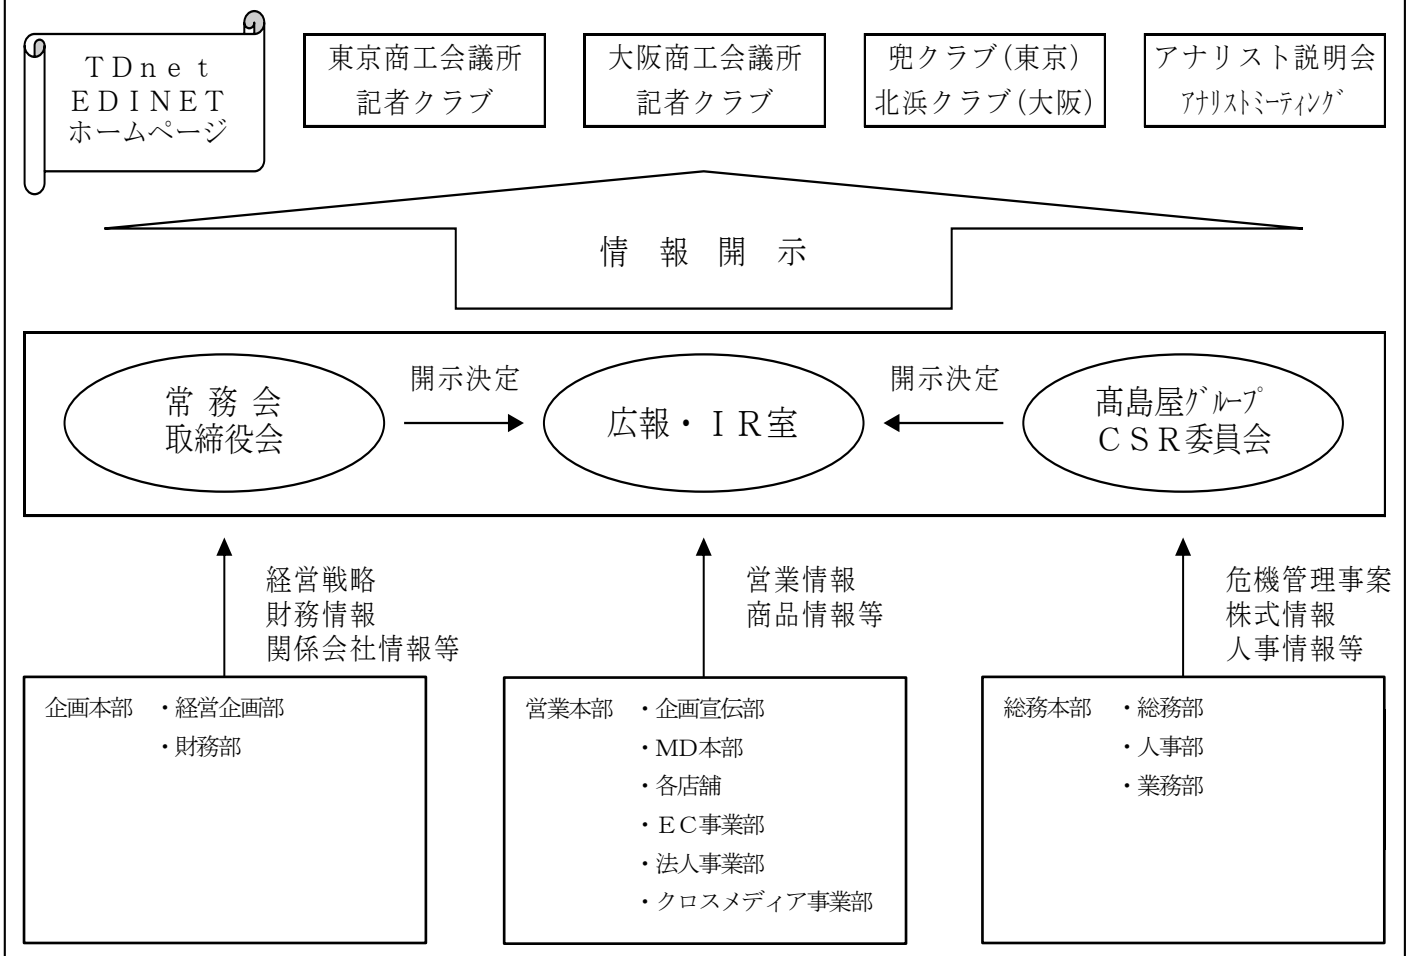 ＴＤｎｅｔ
ＥＤＩＮＥＴ
ホームページ
東京商工会議所
記者クラブ
大阪商工会議所
記者クラブ
兜クラブ(東京)
北浜クラブ(大阪)
アナリスト説明会
ｱﾅﾘｽﾄﾐｰﾃｨﾝｸﾞ
情 報 開 示
常 務 会
取締役会
開示決定
広報・ＩＲ室
開示決定
髙島屋ｸﾞﾙｰﾌﾟ
ＣＳＲ委員会
経営戦略
財務情報
関係会社情報等
営業情報
商品情報等
危機管理事案
株式情報
人事情報等
企画本部 ・経営企画部
・財務部
営業本部 ・企画宣伝部
・ＭＤ本部
・各店舗
・ＥＣ事業部
・法人事業部
・クロスメディア事業部
総務本部 ・総務部
・人事部
・業務部